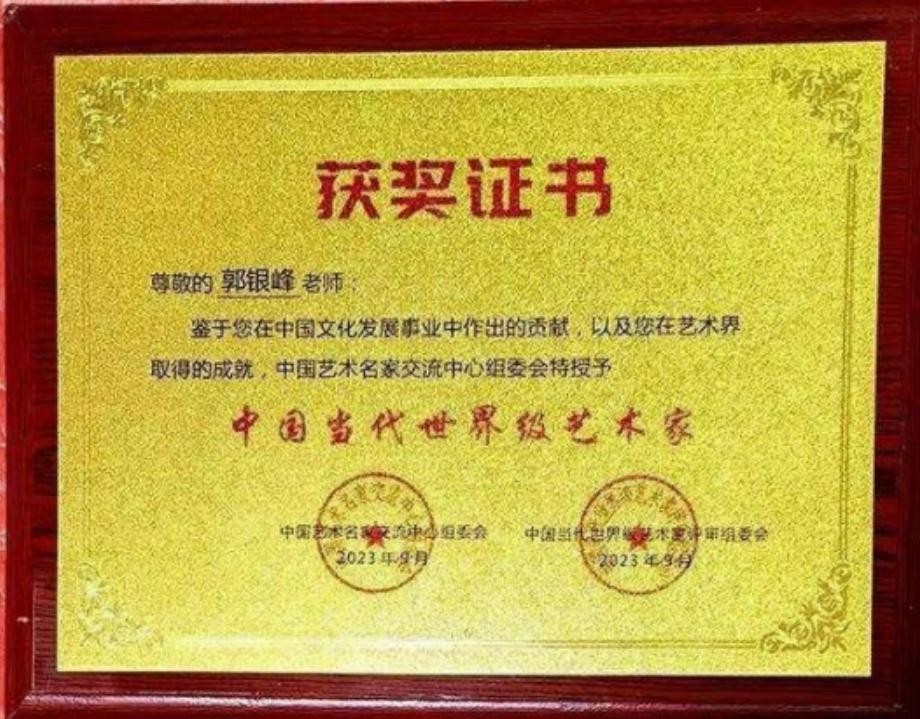 获奖证书
尊敬的 郭银峰 老师：
鉴于您在中国文化发展事业中作出的贡献，以及您在艺术界
取得的成就，中国艺术名家交流中心组委会特授予
中国当代世界级艺术家
中国艺术名家交流中心组委会 中国当代世界级艺术家评审组委会
2023年9月 2023年9月